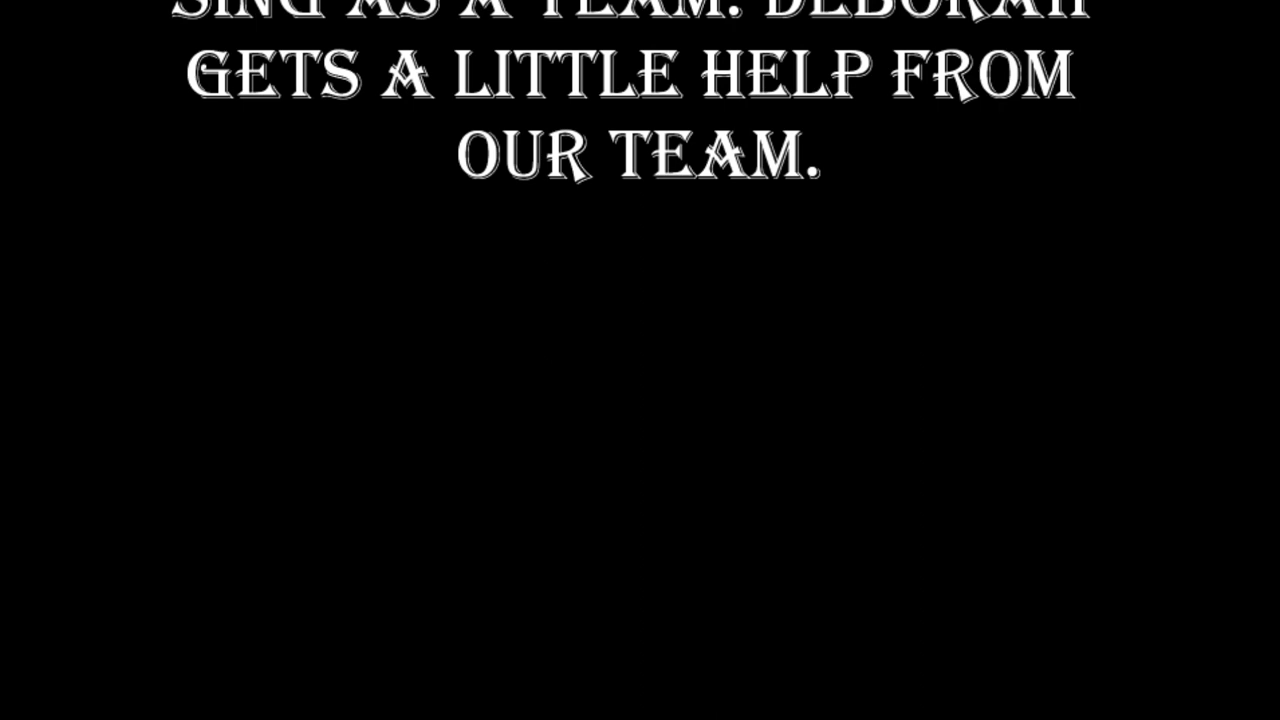 SING AS A TEAM. DEBORAH
GETS A LITTLE HELP FROM
OUR TEAM.